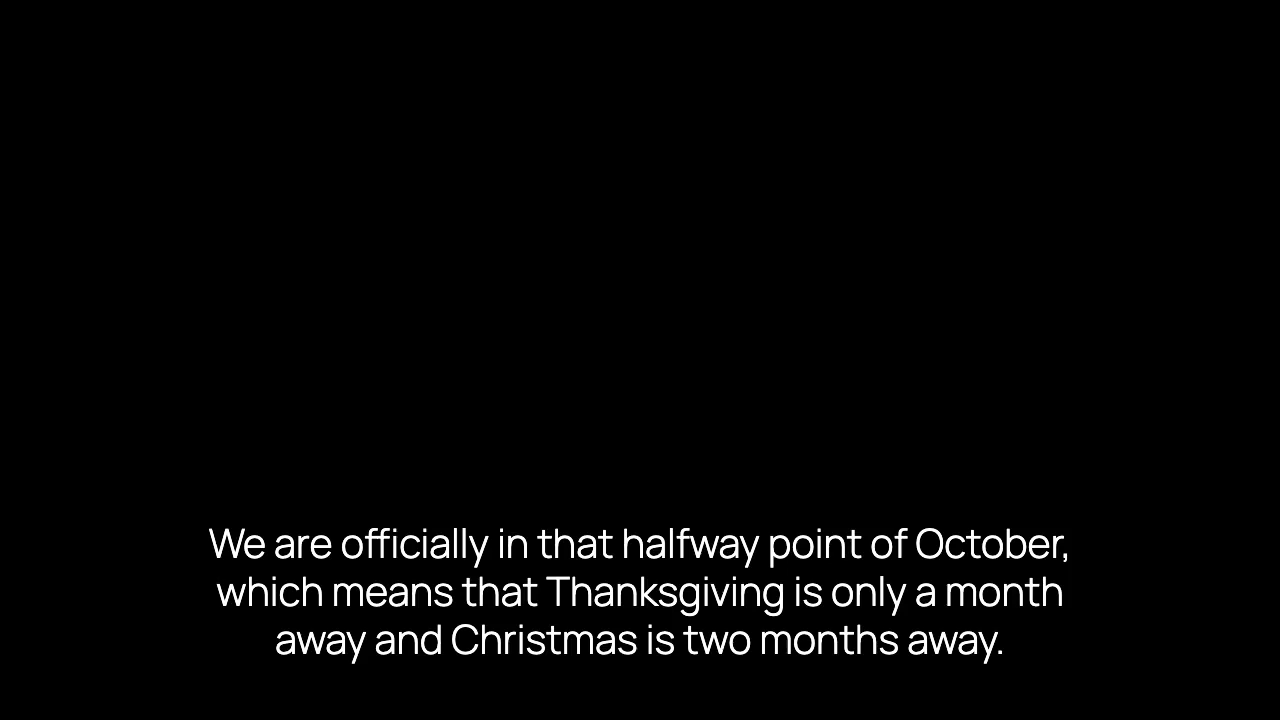 We are officially in that halfway point of October,
which means that Thanksgiving is only a month
away and Christmas is two months away.